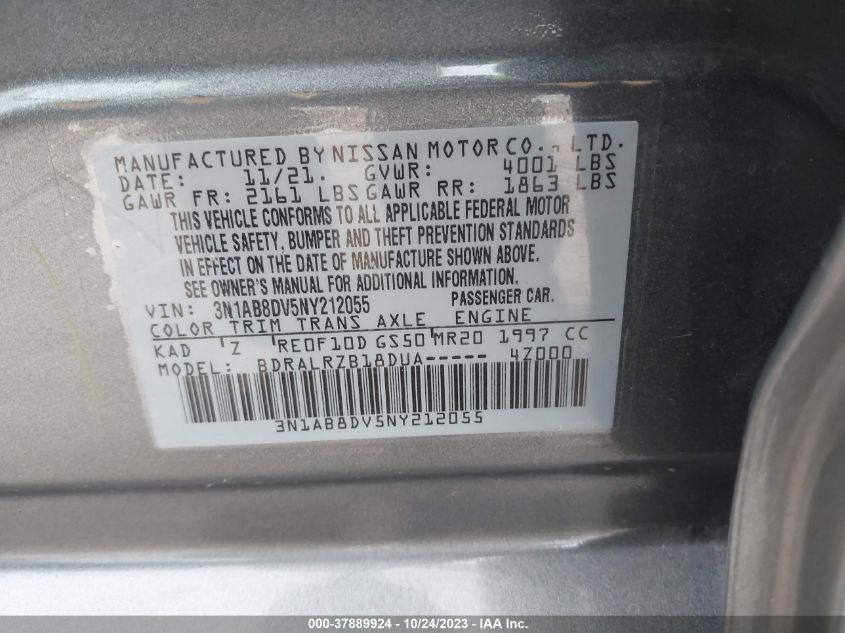 MANUFACTURED BY NISSAN MOTOR CO., LTD.
DATE: 11/21 GVWR: 4001 LBS
GAWR FR: 2161 LBS GAWR RR: 1863 LBS
THIS VEHICLE CONFORMS TO ALL APPLICABLE FEDERAL MOTOR
VEHICLE SAFETY, BUMPER AND THEFT PREVENTION STANDARDS
IN EFFECT ON THE DATE OF MANUFACTURE SHOWN ABOVE.
SEE OWNER'S MANUAL FOR ADDITIONAL INFORMATION.
VIN: 3N1AB8DV5NY212055 PASSENGER CAR.
COLOR TRIM TRANS AXLE ENGINE
KAD Z RE0F10D GS50 MR20 1997 CC
MODEL: BDRALRZB18DUA----- 4Z000
3N1AB8DV5NY212055
000-37889924 - 10/24/2023 - IAA Inc.